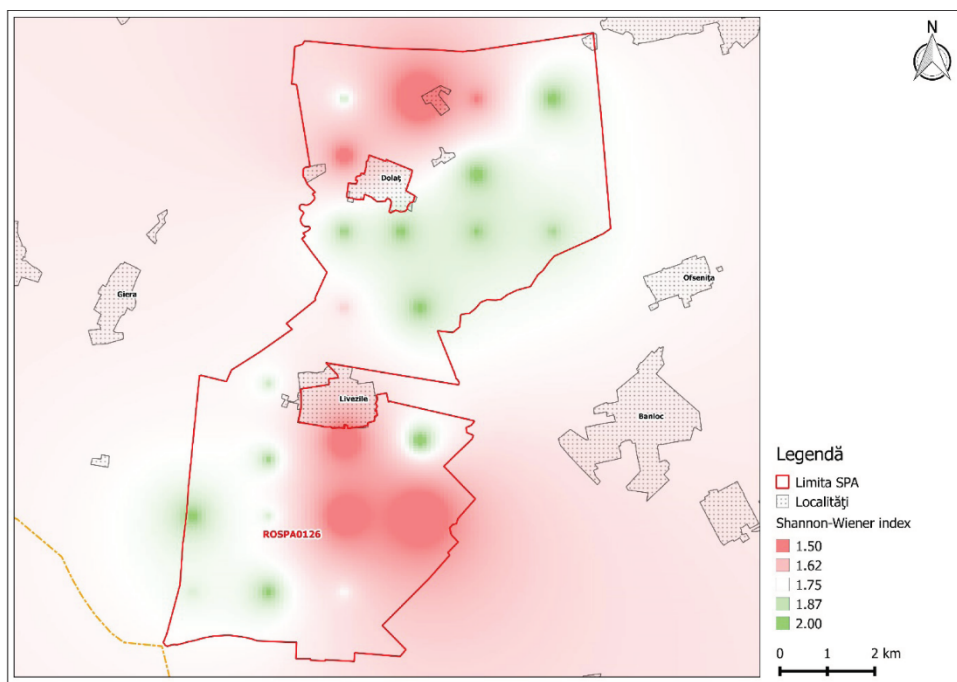 N
Dolaț
Giera
Ofsenița
Livezile
Banloc
ROSPA0126
Legendă
Limita SPA
Localități
Shannon-Wiener index
1.50
1.62
1.75
1.87
2.00
0 1 2 km